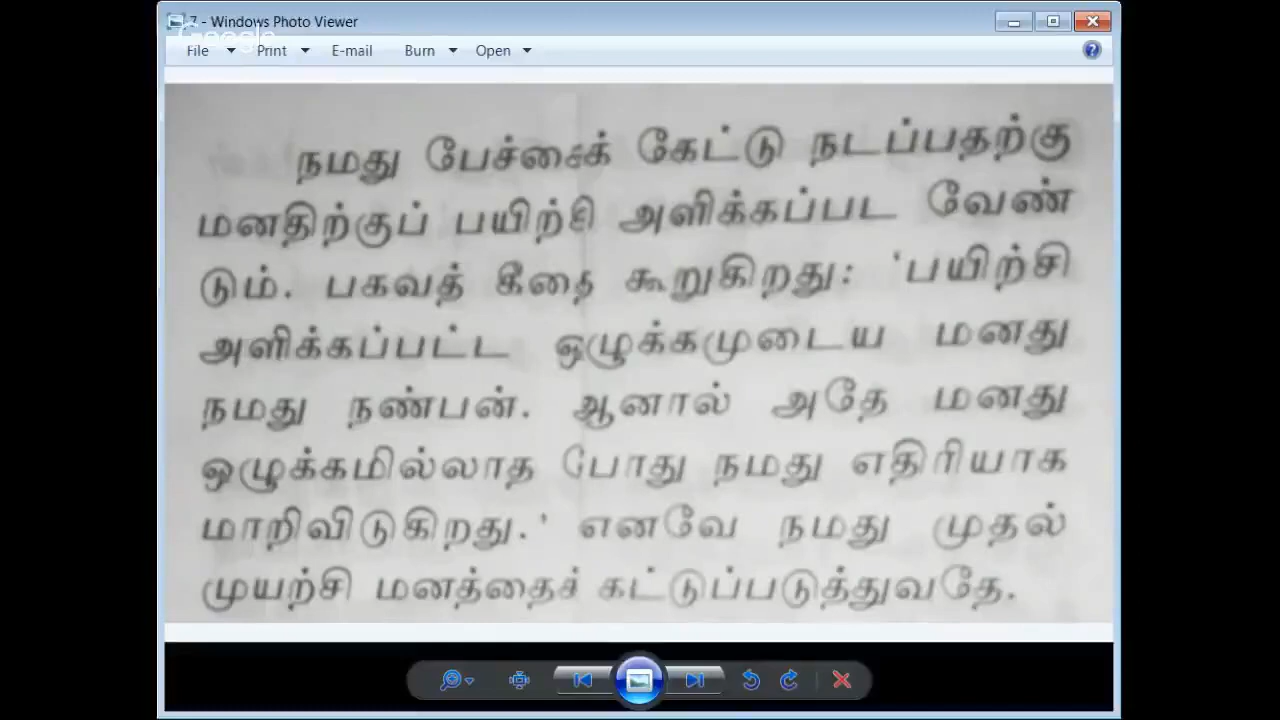 7 - Windows Photo Viewer
Google
File Print E-mail Burn Open
நமது பேச்சைக் கேட்டு நடப்பதற்கு
மனதிற்குப் பயிற்சி அளிக்கப்பட வேண்
டும். பகவத் கீதை கூறுகிறது: 'பயிற்சி
அளிக்கப்பட்ட ஒழுக்கமுடைய மனது
நமது நண்பன். ஆனால் அதே மனது
ஒழுக்கமில்லாத போது நமது எதிரியாக
மாறிவிடுகிறது.' எனவே நமது முதல்
முயற்சி மனத்தைச் கட்டுப்படுத்துவதே.